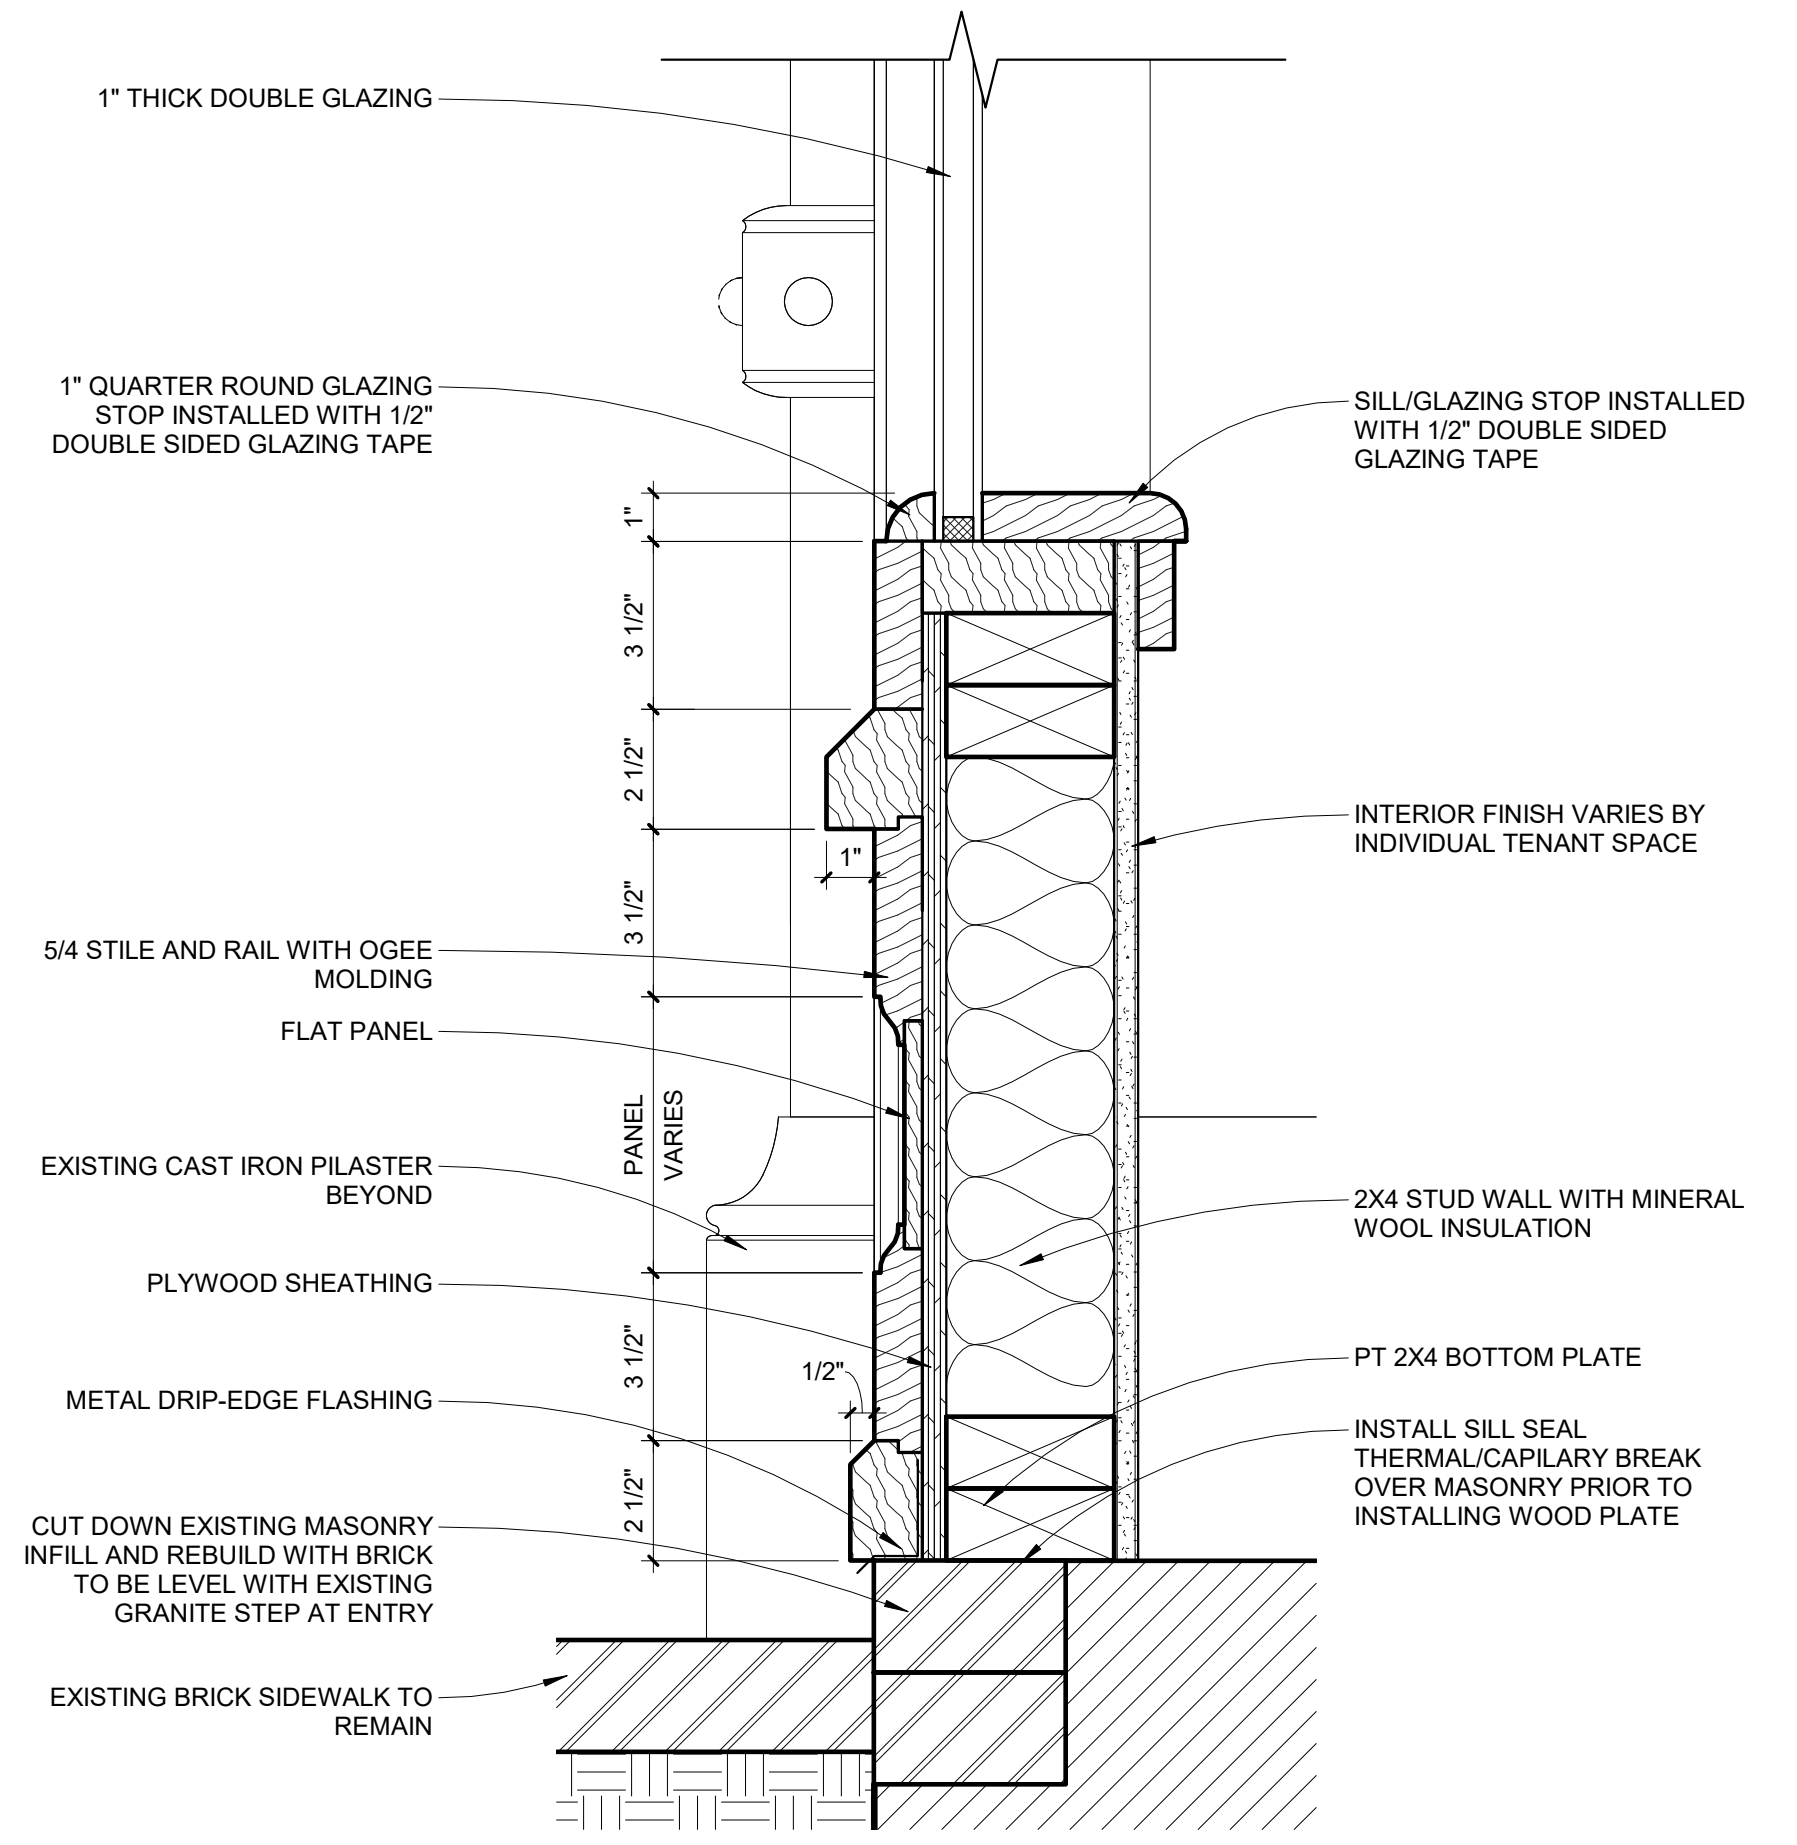 1" THICK DOUBLE GLAZING
1" QUARTER ROUND GLAZING
STOP INSTALLED WITH 1/2"
DOUBLE SIDED GLAZING TAPE
SILL/GLAZING STOP INSTALLED
WITH 1/2" DOUBLE SIDED
GLAZING TAPE
1"
3 1/2"
2 1/2"
1"
3 1/2"
INTERIOR FINISH VARIES BY
INDIVIDUAL TENANT SPACE
5/4 STILE AND RAIL WITH OGEE
MOLDING
FLAT PANEL
PANEL
VARIES
EXISTING CAST IRON PILASTER
BEYOND
2X4 STUD WALL WITH MINERAL
WOOL INSULATION
PLYWOOD SHEATHING
3 1/2"
1/2"
PT 2X4 BOTTOM PLATE
METAL DRIP-EDGE FLASHING
INSTALL SILL SEAL
THERMAL/CAPILARY BREAK
OVER MASONRY PRIOR TO
INSTALLING WOOD PLATE
2 1/2"
CUT DOWN EXISTING MASONRY
INFILL AND REBUILD WITH BRICK
TO BE LEVEL WITH EXISTING
GRANITE STEP AT ENTRY
EXISTING BRICK SIDEWALK TO
REMAIN